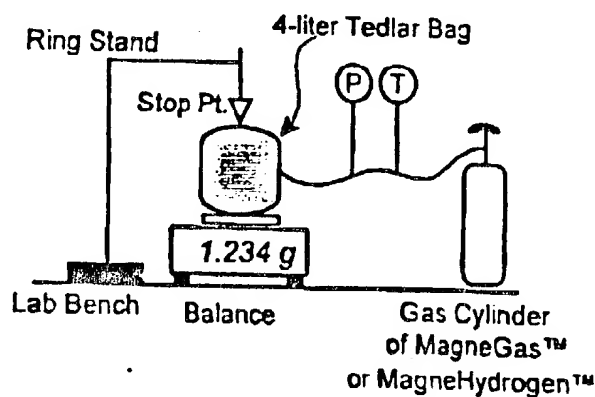 4-liter Tedlar Bag
Ring Stand
P T
Stop Pt.
1.234 g
Lab Bench
Balance
Gas Cylinder
of MagneGas™
or MagneHydrogen™